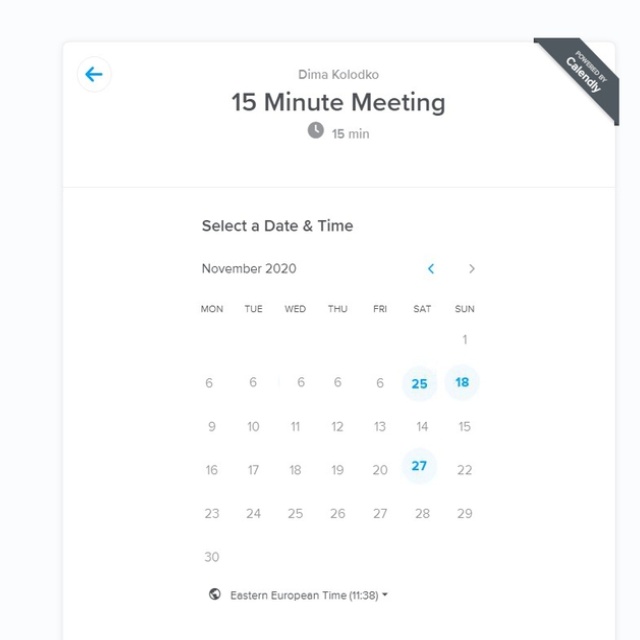 POWERED BY
Calendly
Dima Kolodko
15 Minute Meeting
15 min
Select a Date & Time
November 2020
MON TUE WED THU FRI SAT SUN
1
6 6 6 6 6 25 18
9 10 11 12 13 14 15
16 17 18 19 20 27 22
23 24 25 26 27 28 29
30
Eastern European Time (11:38)